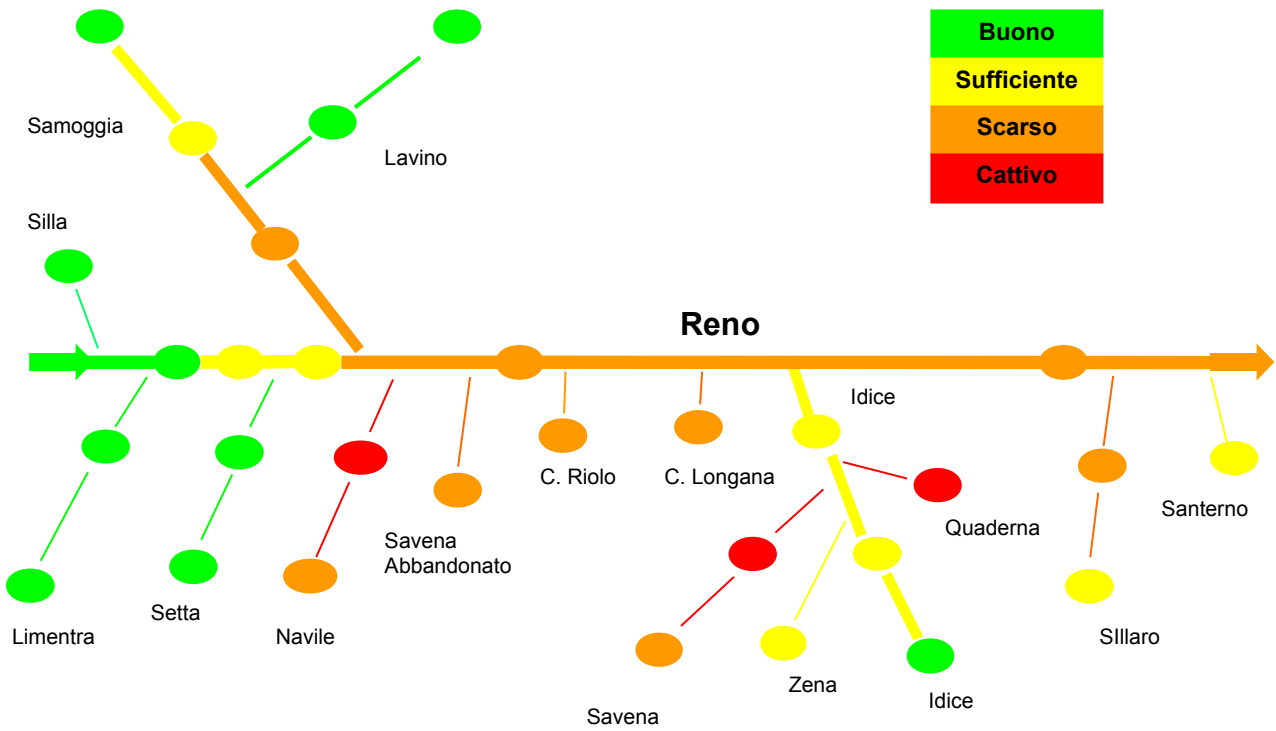 Buono
Sufficiente
Scarso
Cattivo
Samoggia
Lavino
Silla
Reno
Idice
C. Riolo
C. Longana
Quaderna
Santerno
Savena
Abbandonato
Limentra
Setta
Navile
SIllaro
Zena
Idice
Savena